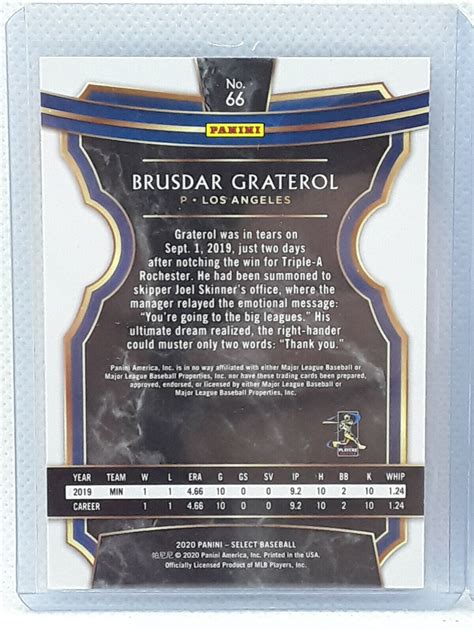 No.
66
PANINI
BRUSDAR GRATEROL
P • LOS ANGELES
Graterol was in tears on
Sept. 1, 2019, just two days
after notching the win for Triple-A
Rochester. He had been summoned to
skipper Joel Skinner's office, where the
manager relayed the emotional message:
"You're going to the big leagues." His
ultimate dream realized, the right-hander
could muster only two words: "Thank you."
Panini America, Inc. is in no way affiliated with either Major League Baseball or
Major League Baseball Properties, Inc. nor have these trading cards been prepared,
approved, endorsed, or licensed by either Major League Baseball or
Major League Baseball Properties, Inc.
PLAYERS
YEAR TEAM W L ERA G GS SV IP H BB K WHIP
2019 MIN 1 1 4.66 10 0 0 9.2 10 2 10 1.24
CAREER 1 1 4.66 10 0 0 9.2 10 2 10 1.24
2020 PANINI – SELECT BASEBALL
帕尼尼 © 2020 Panini America, Inc. Printed in the USA.
Officially Licensed Product of MLB Players, Inc.